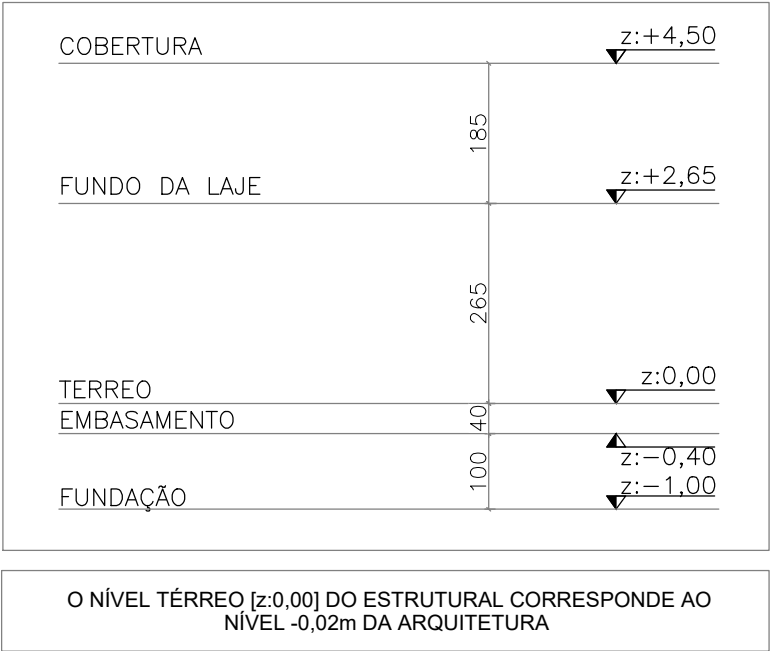 COBERTURA
z:+4,50
185
FUNDO DA LAJE
z:+2,65
265
TERREO
z:0,00
EMBASAMENTO
40
z:-0,40
100
z:-1,00
FUNDAÇÃO
O NÍVEL TÉRREO [z:0,00] DO ESTRUTURAL CORRESPONDE AO
NÍVEL -0,02m DA ARQUITETURA